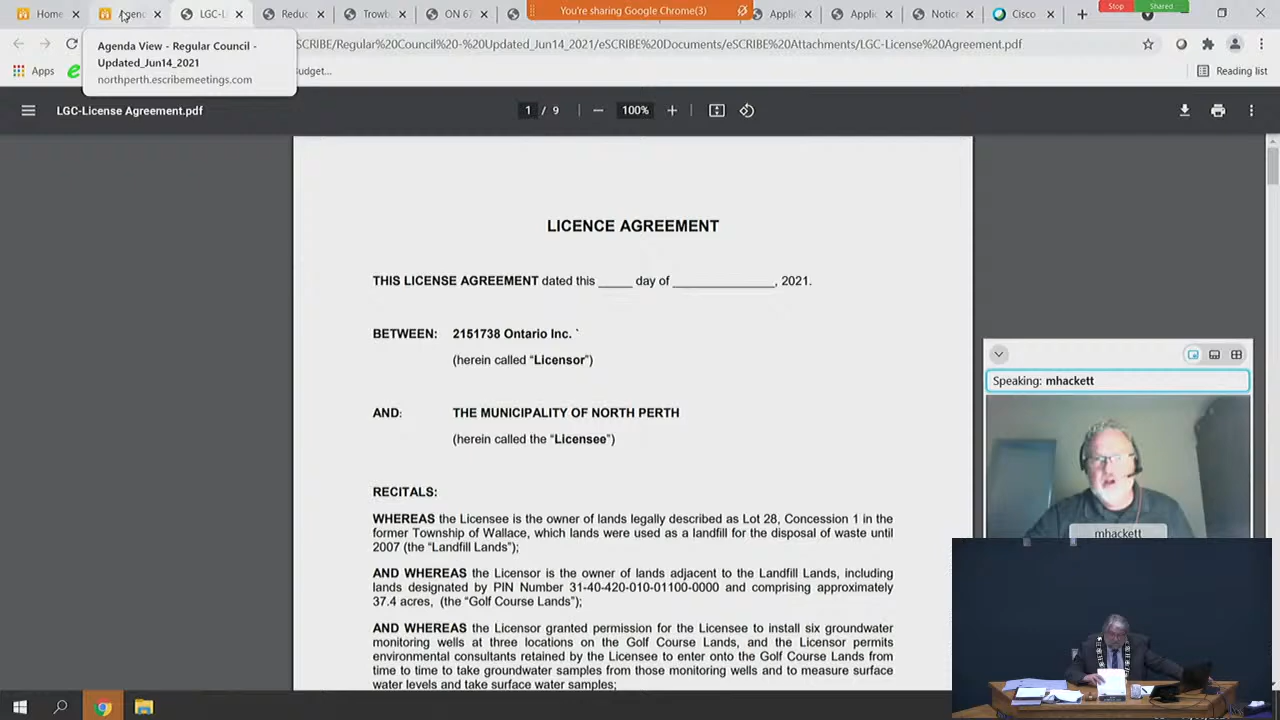 Home
Agend
LGC-L
Reduc
Trowb
ON 67
You're sharing Google Chrome(3)
Applic
Applic
Notice
Cisco
Stop
Shared
SCRIBE/Regular%20Council%20-%20Updated_Jun14_2021/eSCRIBE%20Documents/eSCRIBE%20Attachments/LGC-License%20Agreement.pdf
Agenda View - Regular Council -
Updated_Jun14_2021
northperth.escribemeetings.com
Apps
Budget...
Reading list
LGC-License Agreement.pdf
1 / 9
100%
LICENCE AGREEMENT
THIS LICENSE AGREEMENT dated this _____ day of _______________, 2021.
BETWEEN: 2151738 Ontario Inc. `
(herein called “Licensor”)
AND: THE MUNICIPALITY OF NORTH PERTH
(herein called the “Licensee”)
RECITALS:
WHEREAS the Licensee is the owner of lands legally described as Lot 28, Concession 1 in the
former Township of Wallace, which lands were used as a landfill for the disposal of waste until
2007 (the “Landfill Lands”);
AND WHEREAS the Licensor is the owner of lands adjacent to the Landfill Lands, including
lands designated by PIN Number 31-40-420-010-01100-0000 and comprising approximately
37.4 acres, (the “Golf Course Lands”);
AND WHEREAS the Licensor granted permission for the Licensee to install six groundwater
monitoring wells at three locations on the Golf Course Lands, and the Licensor permits
environmental consultants retained by the Licensee to enter onto the Golf Course Lands from
time to time to take groundwater samples from those monitoring wells and to measure surface
water levels and take surface water samples;
Speaking: mhackett
mhackett